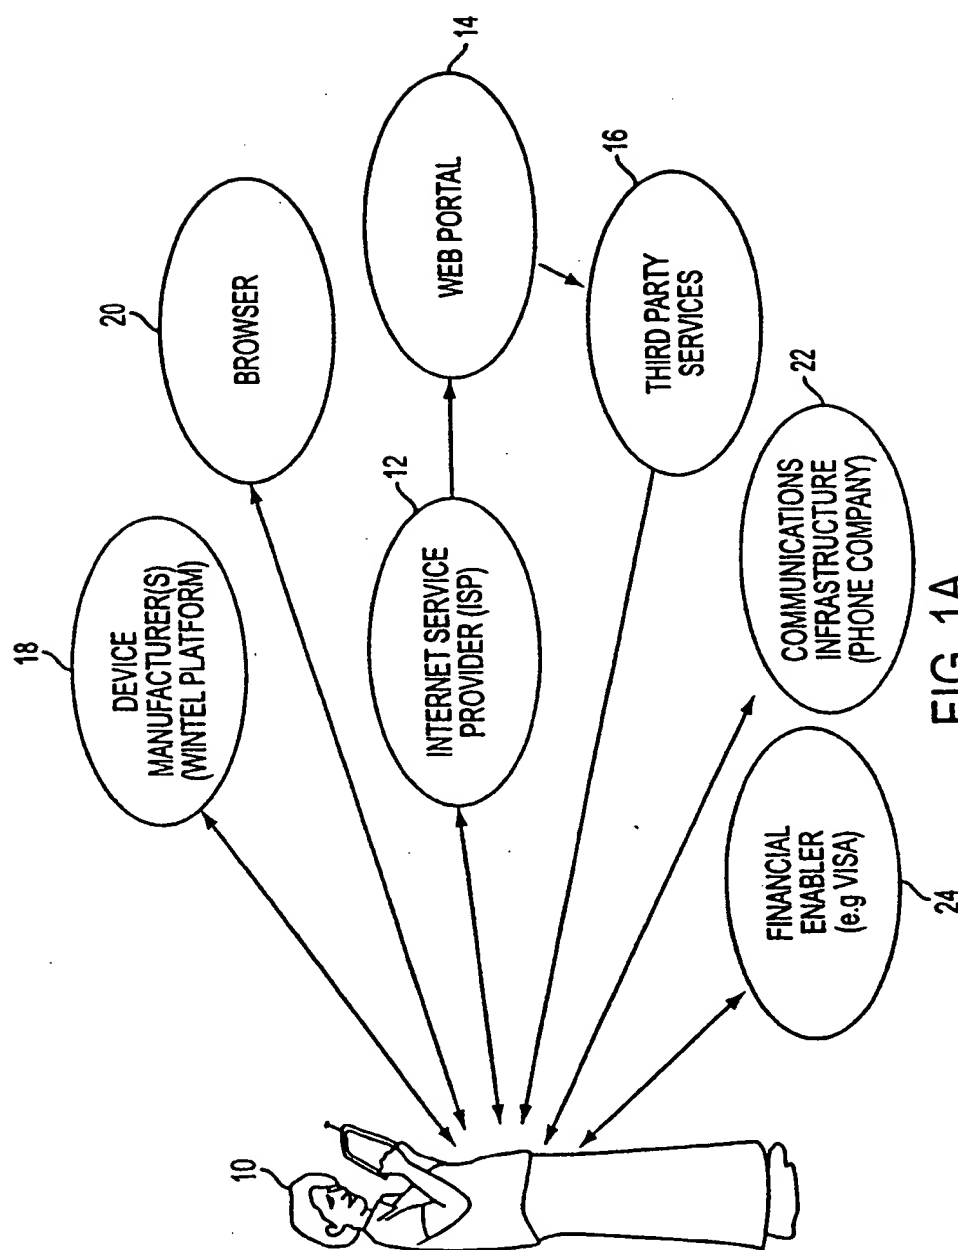 18
DEVICE
MANUFACTURER(S)
(WINTEL PLATFORM)
20
BROWSER
12
INTERNET SERVICE
PROVIDER (ISP)
14
WEB PORTAL
16
THIRD PARTY
SERVICES
22
COMMUNICATIONS
INFRASTRUCTURE
(PHONE COMPANY)
24
FINANCIAL
ENABLER
(e.g VISA)
10
FIG. 1A